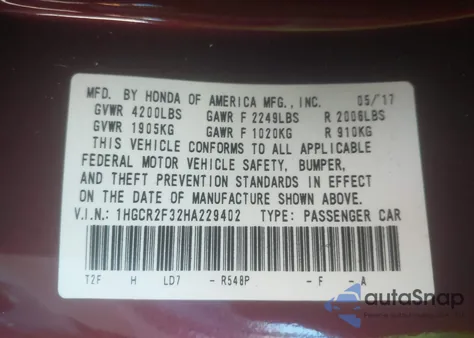 MFD. BY HONDA OF AMERICA MFG., INC. 05/17
GVWR 4200LBS GAWR F 2249LBS R 2006LBS
GVWR 1905KG GAWR F 1020KG R 910KG
THIS VEHICLE CONFORMS TO ALL APPLICABLE
FEDERAL MOTOR VEHICLE SAFETY, BUMPER,
AND THEFT PREVENTION STANDARDS IN EFFECT
ON THE DATE OF MANUFACTURE SHOWN ABOVE.
V.I.N.: 1HGCR2F32HA229402 TYPE: PASSENGER CAR
T2F H LD7 - R548P - F - A
autoSnap